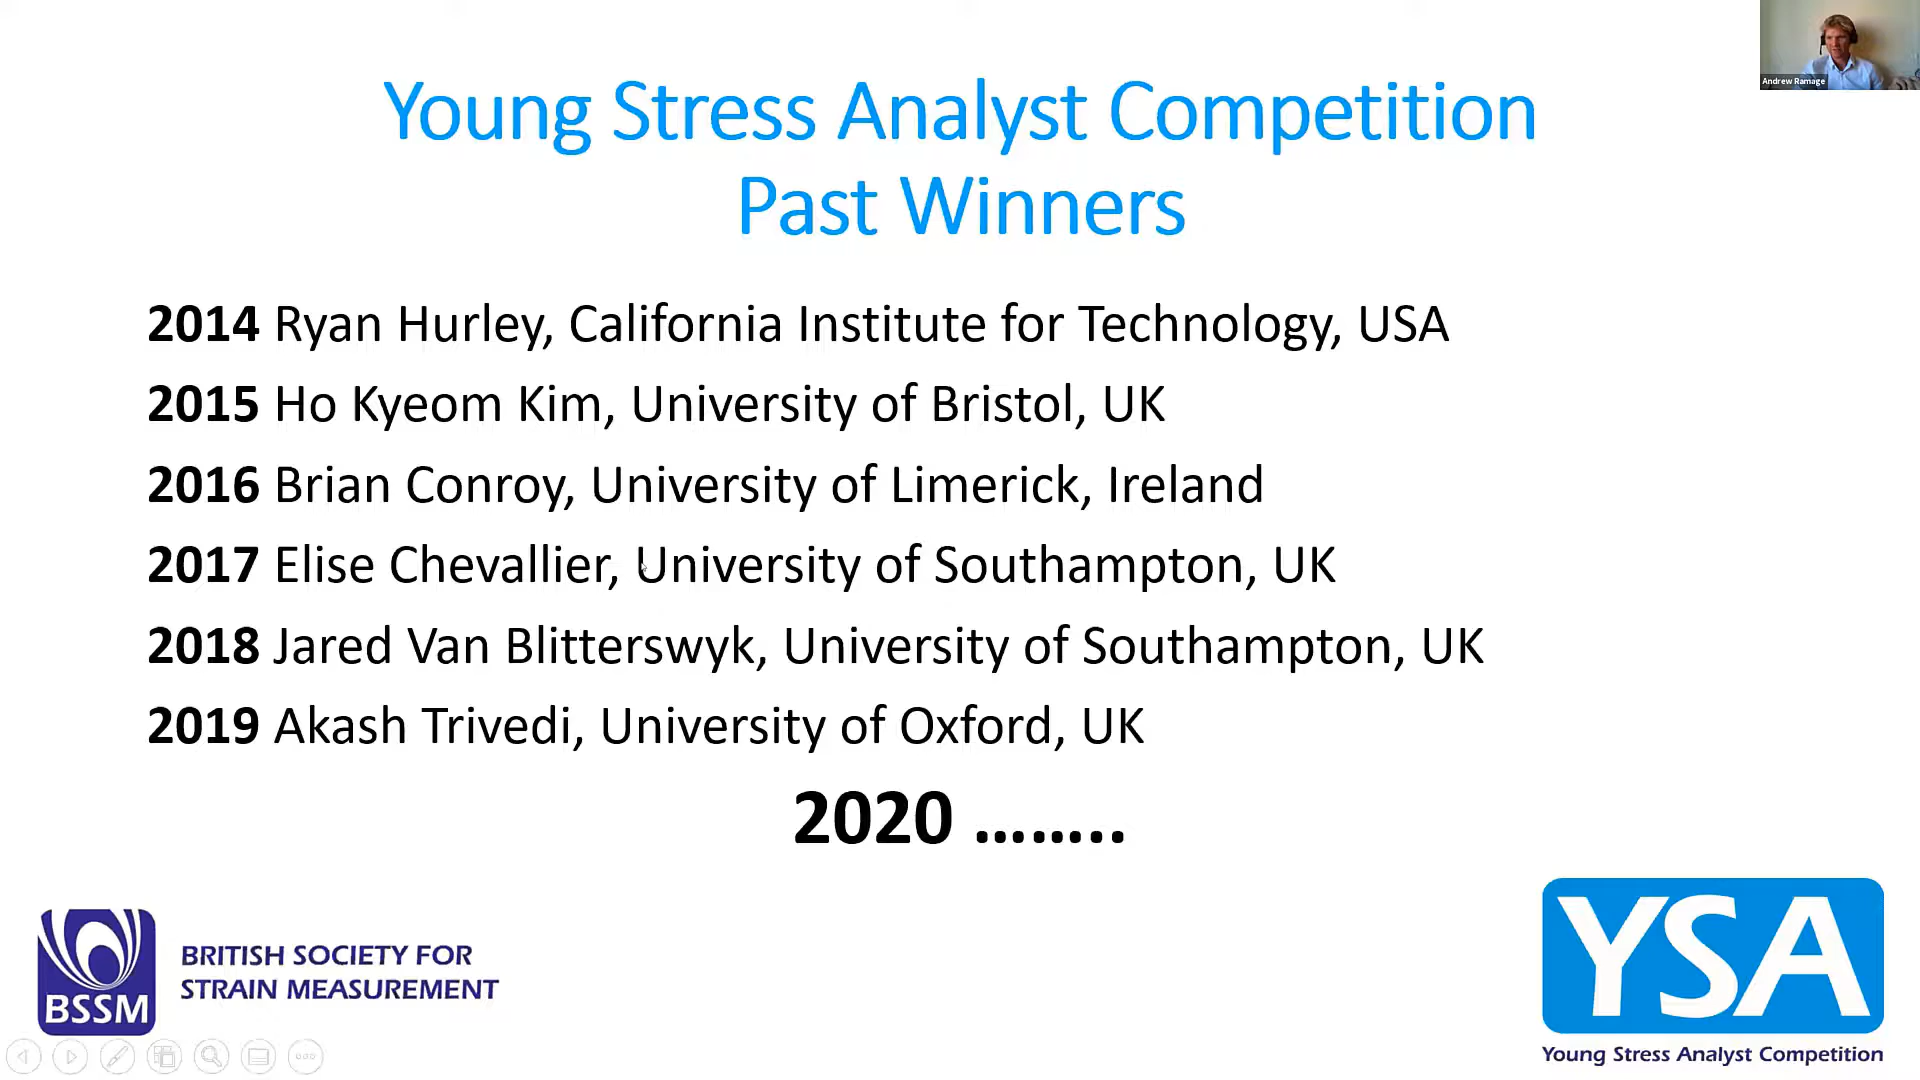 Andrew Ramage
Young Stress Analyst Competition
Past Winners
2014 Ryan Hurley, California Institute for Technology, USA
2015 Ho Kyeom Kim, University of Bristol, UK
2016 Brian Conroy, University of Limerick, Ireland
2017 Elise Chevallier, University of Southampton, UK
2018 Jared Van Blitterswyk, University of Southampton, UK
2019 Akash Trivedi, University of Oxford, UK
2020 ……..
BSSM
BRITISH SOCIETY FOR
STRAIN MEASUREMENT
YSA
Young Stress Analyst Competition